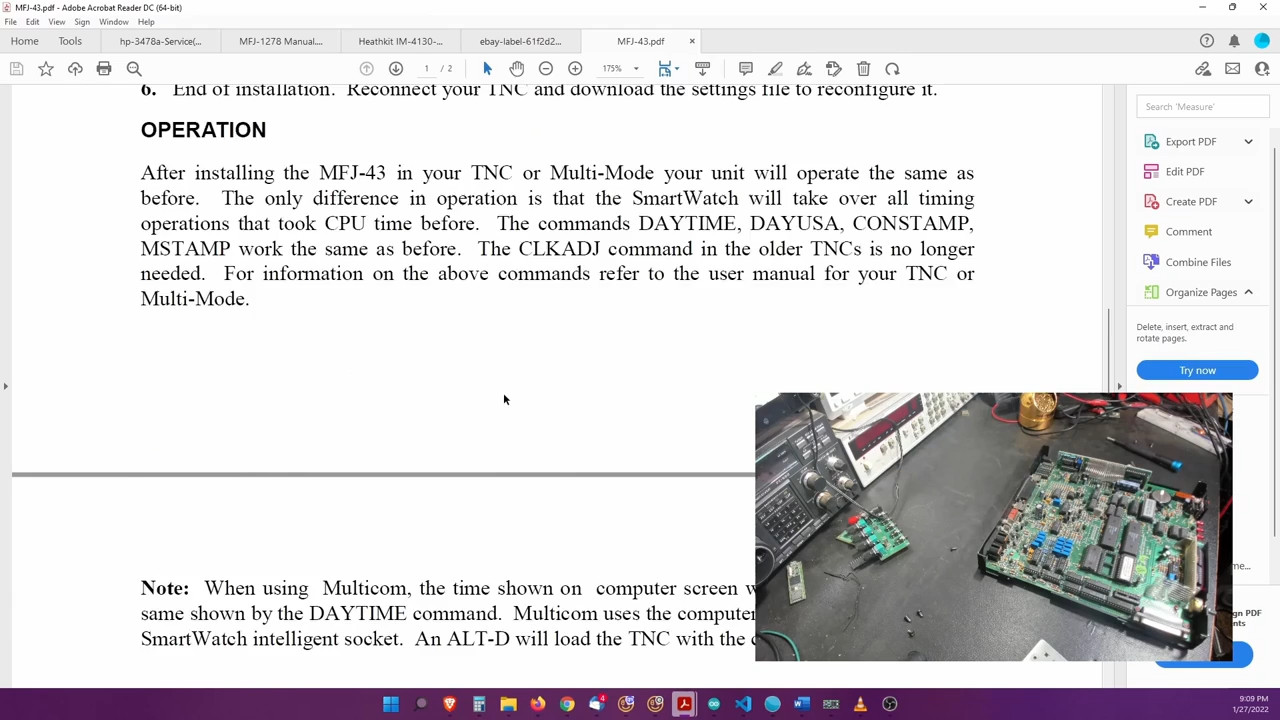 MFJ-43.pdf - Adobe Acrobat Reader DC (64-bit)
File Edit View Sign Window Help
Home Tools hp-3478a-Service(... MFJ-1278 Manual.... Heathkit IM-4130-... ebay-label-61f2d2... MFJ-43.pdf ×
1 / 2 175%
6. End of installation. Reconnect your TNC and download the settings file to reconfigure it.
OPERATION
After installing the MFJ-43 in your TNC or Multi-Mode your unit will operate the same as
before. The only difference in operation is that the SmartWatch will take over all timing
operations that took CPU time before. The commands DAYTIME, DAYUSA, CONSTAMP,
MSTAMP work the same as before. The CLKADJ command in the older TNCs is no longer
needed. For information on the above commands refer to the user manual for your TNC or
Multi-Mode.
Note: When using Multicom, the time shown on computer screen w
same shown by the DAYTIME command. Multicom uses the computer
SmartWatch intelligent socket. An ALT-D will load the TNC with the c
Search 'Measure'
Export PDF
Edit PDF
Create PDF
Comment
Combine Files
Organize Pages
Delete, insert, extract and
rotate pages.
Try now
e...
gn PDF
nts
4
9:09 PM
1/27/2022